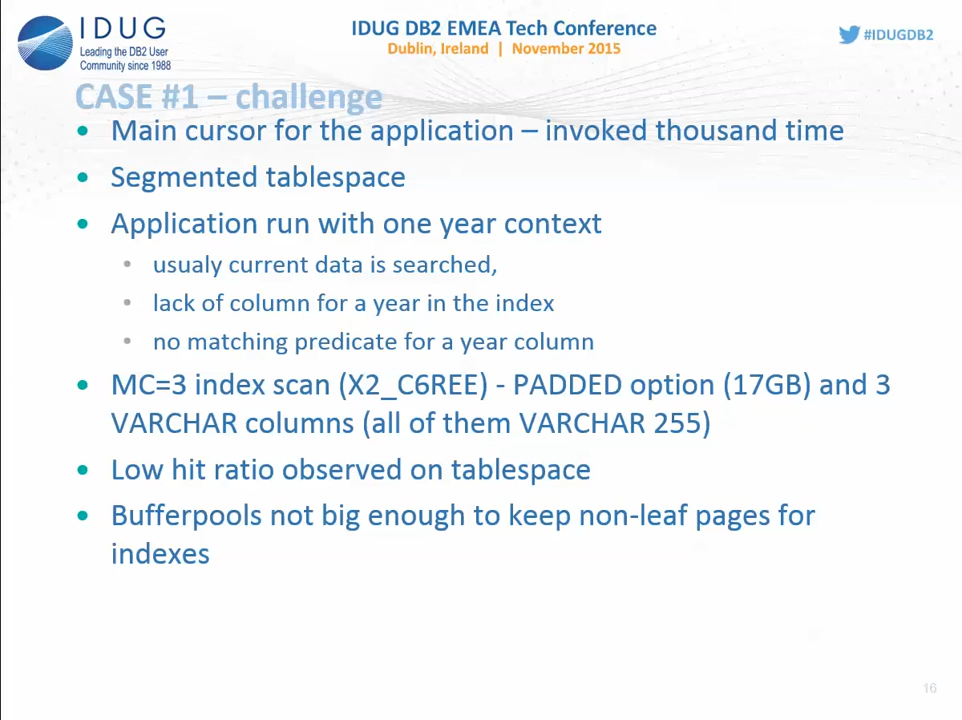 IDUG
Leading the DB2 User
Community since 1988
IDUG DB2 EMEA Tech Conference
Dublin, Ireland | November 2015
#IDUGDB2
CASE #1 – challenge
• Main cursor for the application – invoked thousand time
• Segmented tablespace
• Application run with one year context
• usualy current data is searched,
• lack of column for a year in the index
• no matching predicate for a year column
• MC=3 index scan (X2_C6REE) - PADDED option (17GB) and 3
VARCHAR columns (all of them VARCHAR 255)
• Low hit ratio observed on tablespace
• Bufferpools not big enough to keep non-leaf pages for
indexes
16